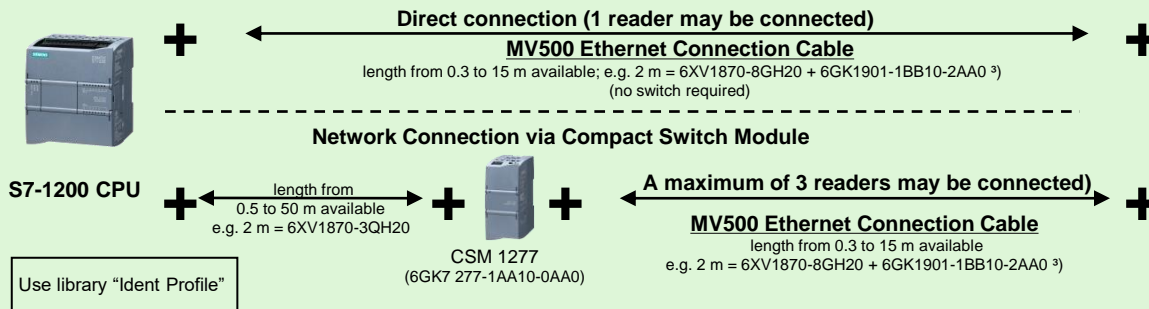 Direct connection (1 reader may be connected)
MV500 Ethernet Connection Cable
length from 0.3 to 15 m available; e.g. 2 m = 6XV1870-8GH20 + 6GK1901-1BB10-2AA0 ³)
(no switch required)
SIEMENS
Network Connection via Compact Switch Module
S7-1200 CPU
length from
0.5 to 50 m available
e.g. 2 m = 6XV1870-3QH20
CSM 1277
(6GK7 277-1AA10-0AA0)
A maximum of 3 readers may be connected)
MV500 Ethernet Connection Cable
length from 0.3 to 15 m available
e.g. 2 m = 6XV1870-8GH20 + 6GK1901-1BB10-2AA0 ³)
Use library “Ident Profile”